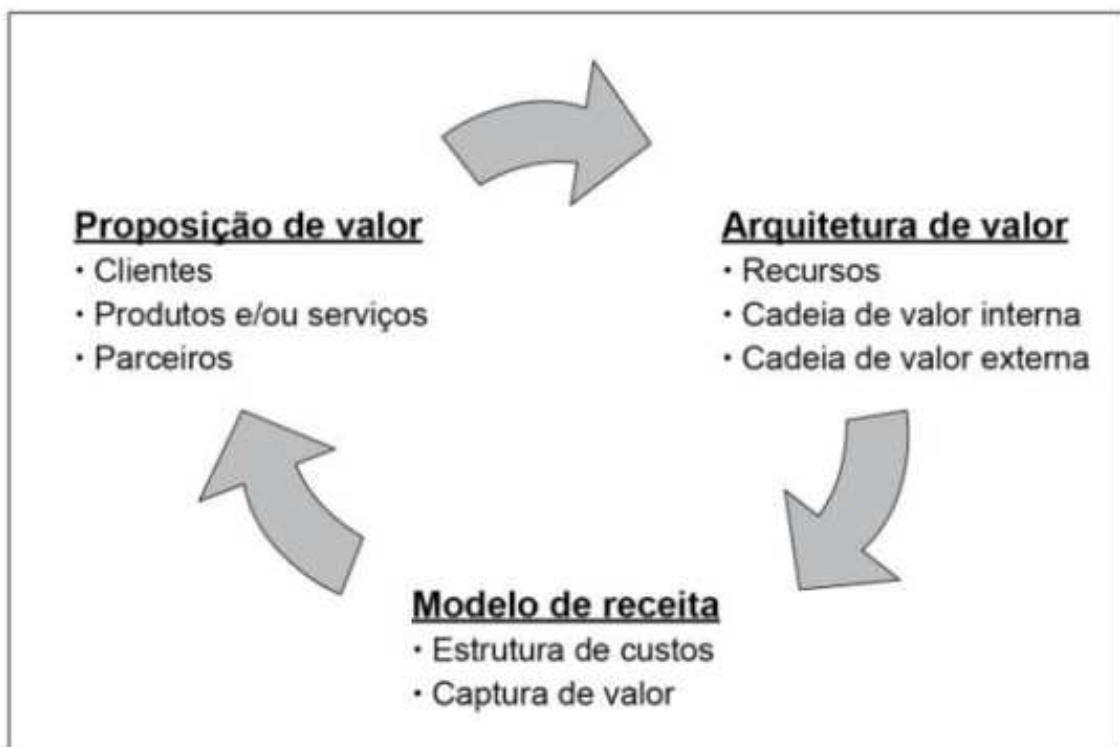 Proposição de valor
· Clientes
· Produtos e/ou serviços
· Parceiros
Arquitetura de valor
· Recursos
· Cadeia de valor interna
· Cadeia de valor externa
Modelo de receita
· Estrutura de custos
· Captura de valor